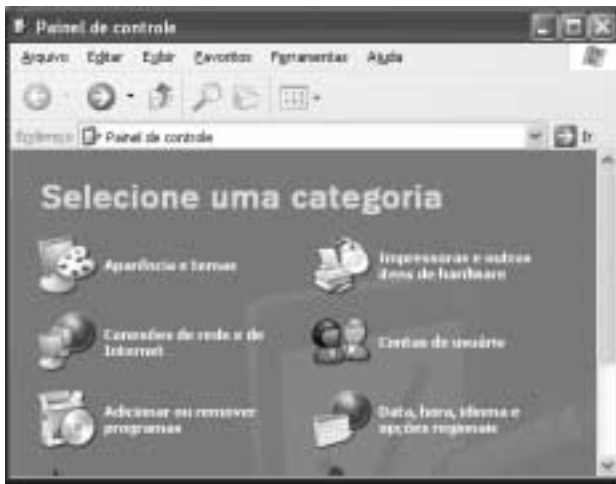 Painel de controle
Arquivo Editar Exibir Favoritos Ferramentas Ajuda
Endereço Painel de controle Ir
Selecione uma categoria
Aparência e temas
Impressoras e outros
itens de hardware
Conexões de rede e de
Internet
Contas de usuário
Adicionar ou remover
programas
Data, hora, idioma e
opções regionais